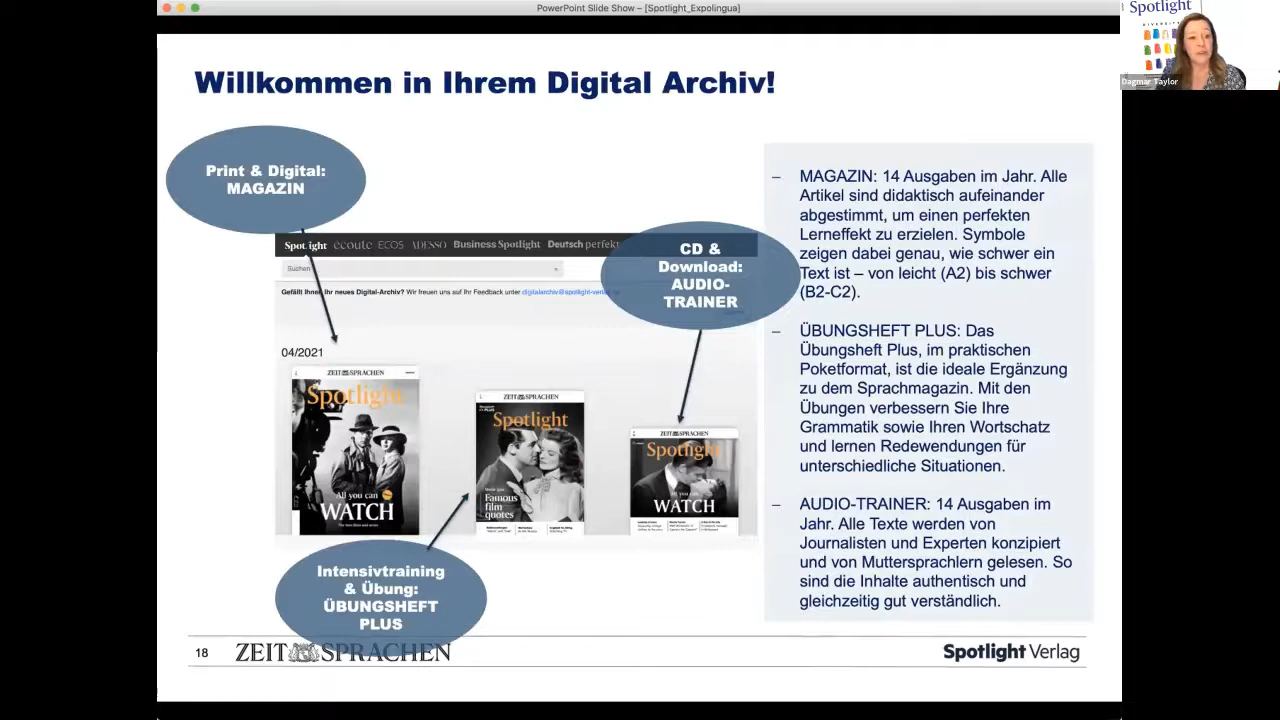 PowerPoint Slide Show – [Spotlight_Expolingua]
Spotlight
Dagmar Taylor
Willkommen in Ihrem Digital Archiv!
Print & Digital:
MAGAZIN
Spotlight écoute ECOS ADESSO Business Spotlight Deutsch perfekt
Suchen
Gefällt Ihnen Ihr neues Digital-Archiv? Wir freuen uns auf Ihr Feedback unter
CD &
Download:
AUDIO-
TRAINER
04/2021
ZEIT SPRACHEN
Spotlight
All you can
WATCH
ZEIT SPRACHEN
Spotlight
Famous
film
quotes
ZEIT SPRACHEN
Spotlight
All you can
WATCH
Intensivtraining
& Übung:
ÜBUNGSHEFT
PLUS
– MAGAZIN: 14 Ausgaben im Jahr. Alle
Artikel sind didaktisch aufeinander
abgestimmt, um einen perfekten
Lerneffekt zu erzielen. Symbole
zeigen dabei genau, wie schwer ein
Text ist – von leicht (A2) bis schwer
(B2-C2).
– ÜBUNGSHEFT PLUS: Das
Übungsheft Plus, im praktischen
Poketformat, ist die ideale Ergänzung
zu dem Sprachmagazin. Mit den
Übungen verbessern Sie Ihre
Grammatik sowie Ihren Wortschatz
und lernen Redewendungen für
unterschiedliche Situationen.
– AUDIO-TRAINER: 14 Ausgaben im
Jahr. Alle Texte werden von
Journalisten und Experten konzipiert
und von Muttersprachlern gelesen. So
sind die Inhalte authentisch und
gleichzeitig gut verständlich.
18
ZEIT SPRACHEN
Spotlight Verlag